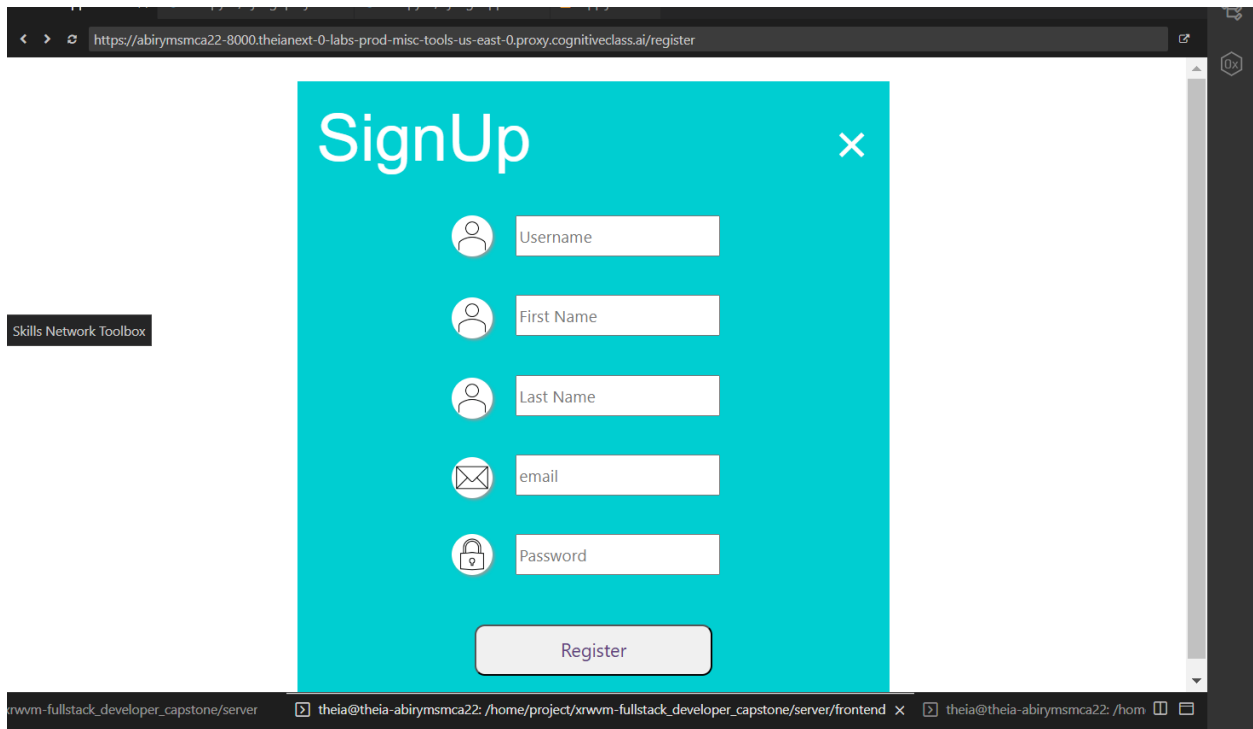 https://abirymsmca22-8000.theianext-0-labs-prod-misc-tools-us-east-0.proxy.cognitiveclass.ai/register
SignUp
×
Username
First Name
Skills Network Toolbox
Last Name
email
Password
Register
fullstack_developer_capstone/server
theia@theia-abirymsmca22: /home/project/xrwvm-fullstack_developer_capstone/server/frontend ×
theia@theia-abirymsmca22: /hom